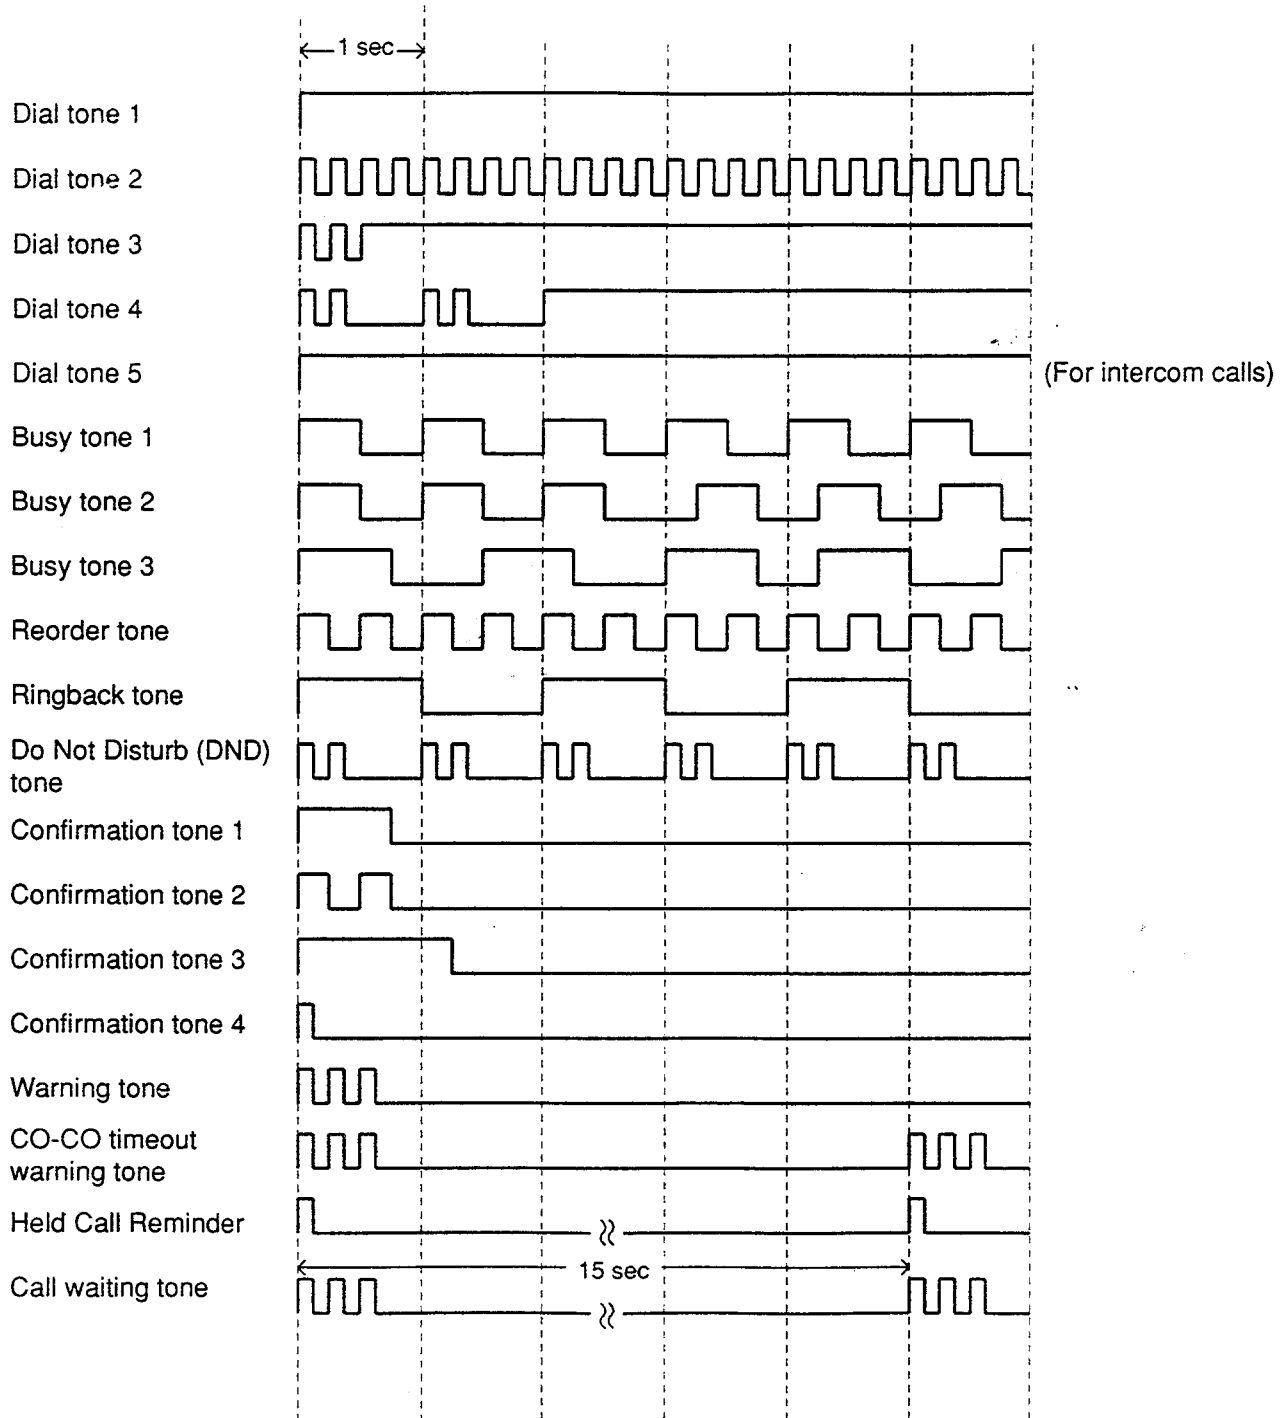 1 sec
Dial tone 1
Dial tone 2
Dial tone 3
Dial tone 4
Dial tone 5
(For intercom calls)
Busy tone 1
Busy tone 2
Busy tone 3
Reorder tone
Ringback tone
Do Not Disturb (DND)
tone
Confirmation tone 1
Confirmation tone 2
Confirmation tone 3
Confirmation tone 4
Warning tone
CO-CO timeout
warning tone
Held Call Reminder
15 sec
Call waiting tone